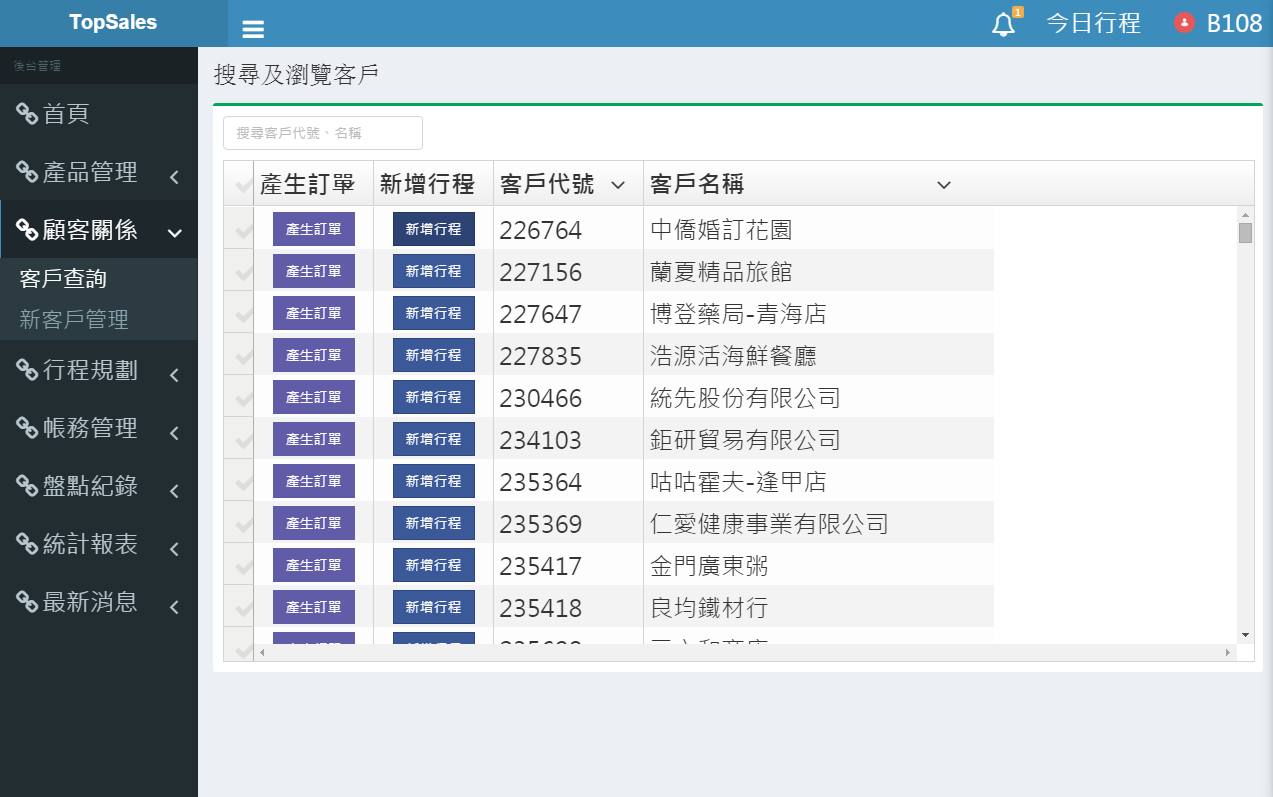 TopSales
1 今日行程 B108
後台管理
搜尋及瀏覽客戶
首頁
產品管理
顧客關係
客戶查詢
新客戶管理
行程規劃
帳務管理
盤點紀錄
統計報表
最新消息
搜尋客戶代號、名稱
產生訂單 新增行程 客戶代號 客戶名稱
產生訂單 新增行程 226764 中僑婚訂花園
產生訂單 新增行程 227156 蘭夏精品旅館
產生訂單 新增行程 227647 博登藥局-青海店
產生訂單 新增行程 227835 浩源活海鮮餐廳
產生訂單 新增行程 230466 統先股份有限公司
產生訂單 新增行程 234103 鉅研貿易有限公司
產生訂單 新增行程 235364 咕咕霍夫-逢甲店
產生訂單 新增行程 235369 仁愛健康事業有限公司
產生訂單 新增行程 235417 金門廣東粥
產生訂單 新增行程 235418 良均鐵材行